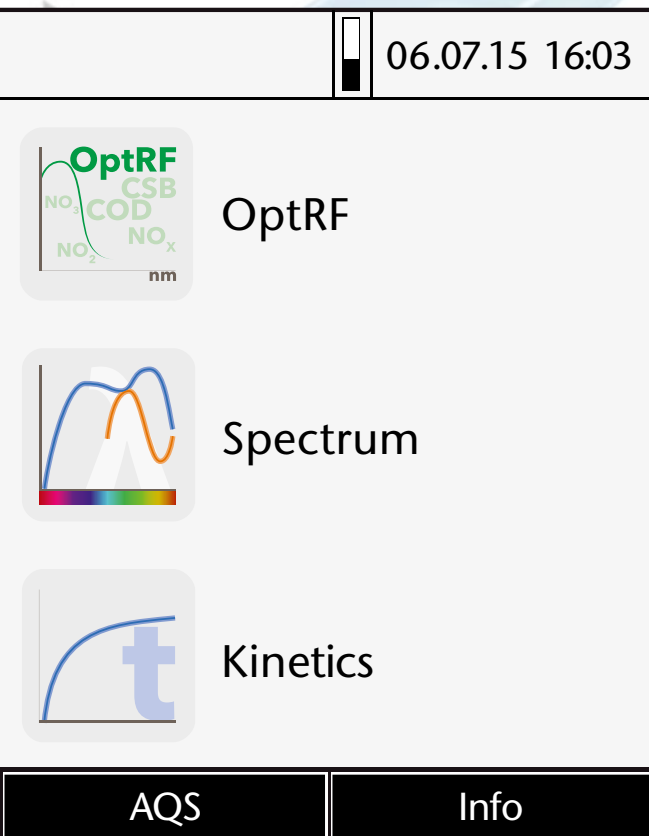 06.07.15 16:03
OptRF
CSB
NO3 COD
NOX
NO2
nm
OptRF
Spectrum
λ
t
Kinetics
AQS Info